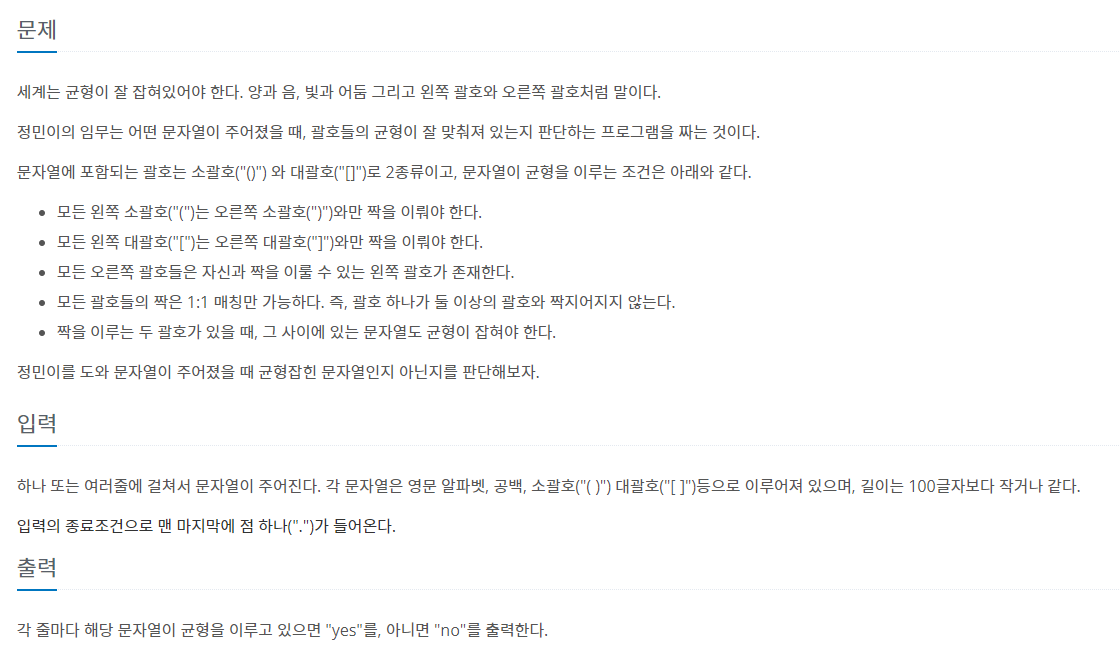 문제
세계는 균형이 잘 잡혀있어야 한다. 양과 음, 빛과 어둠 그리고 왼쪽 괄호와 오른쪽 괄호처럼 말이다.
정민이의 임무는 어떤 문자열이 주어졌을 때, 괄호들의 균형이 잘 맞춰져 있는지 판단하는 프로그램을 짜는 것이다.
문자열에 포함되는 괄호는 소괄호("()") 와 대괄호("[]")로 2종류이고, 문자열이 균형을 이루는 조건은 아래와 같다.
• 모든 왼쪽 소괄호("(")는 오른쪽 소괄호(")")와만 짝을 이뤄야 한다.
• 모든 왼쪽 대괄호("[")는 오른쪽 대괄호("]")와만 짝을 이뤄야 한다.
• 모든 오른쪽 괄호들은 자신과 짝을 이룰 수 있는 왼쪽 괄호가 존재한다.
• 모든 괄호들의 짝은 1:1 매칭만 가능하다. 즉, 괄호 하나가 둘 이상의 괄호와 짝지어지지 않는다.
• 짝을 이루는 두 괄호가 있을 때, 그 사이에 있는 문자열도 균형이 잡혀야 한다.
정민이를 도와 문자열이 주어졌을 때 균형잡힌 문자열인지 아닌지를 판단해보자.
입력
하나 또는 여러줄에 걸쳐서 문자열이 주어진다. 각 문자열은 영문 알파벳, 공백, 소괄호("( )") 대괄호("[ ]")등으로 이루어져 있으며, 길이는 100글자보다 작거나 같다.
입력의 종료조건으로 맨 마지막에 점 하나(".")가 들어온다.
출력
각 줄마다 해당 문자열이 균형을 이루고 있으면 "yes"를, 아니면 "no"를 출력한다.